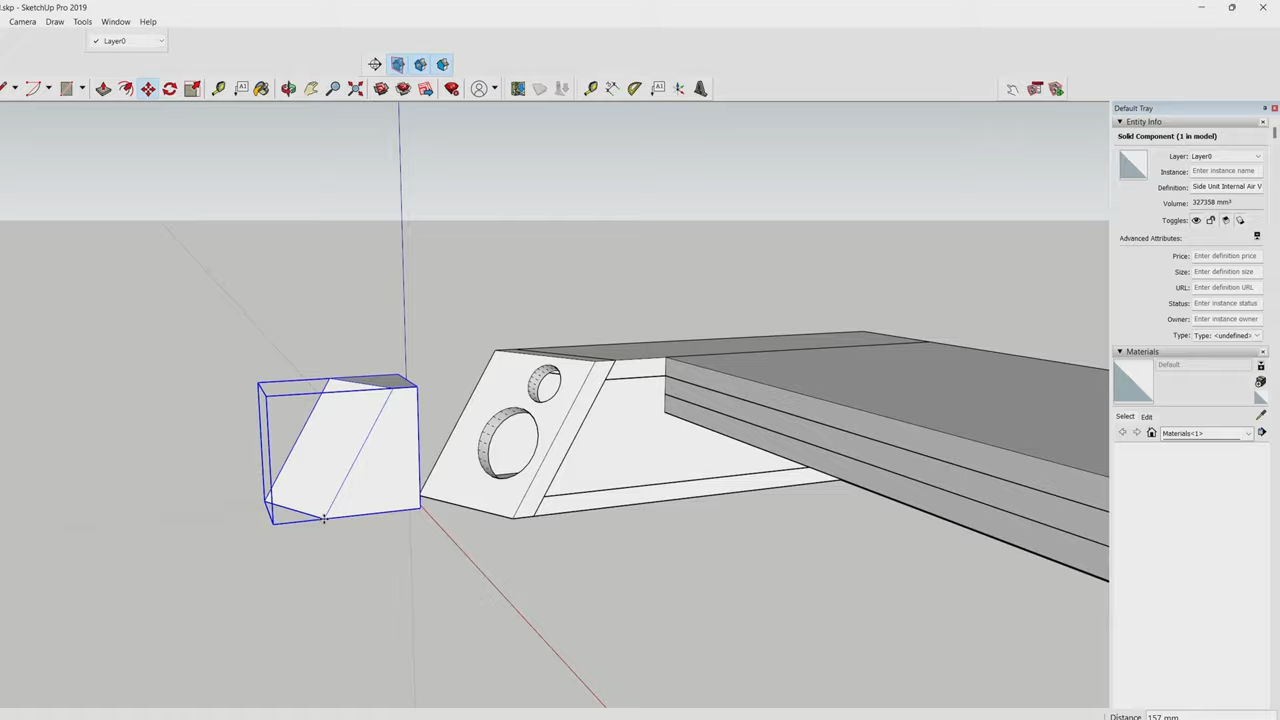 l.skp - SketchUp Pro 2019
Camera Draw Tools Window Help
Layer0
Default Tray
Entity Info
Solid Component (1 in model)
Layer: Layer0
Instance: Enter instance name
Definition: Side Unit Internal Air V
Volume: 327358 mm³
Toggles:
Advanced Attributes:
Price: Enter definition price
Size: Enter definition size
URL: Enter definition URL
Status: Enter instance status
Owner: Enter instance owner
Type: Type: <undefined>
Materials
Default
Select Edit
Materials<1>
Distance 157 mm